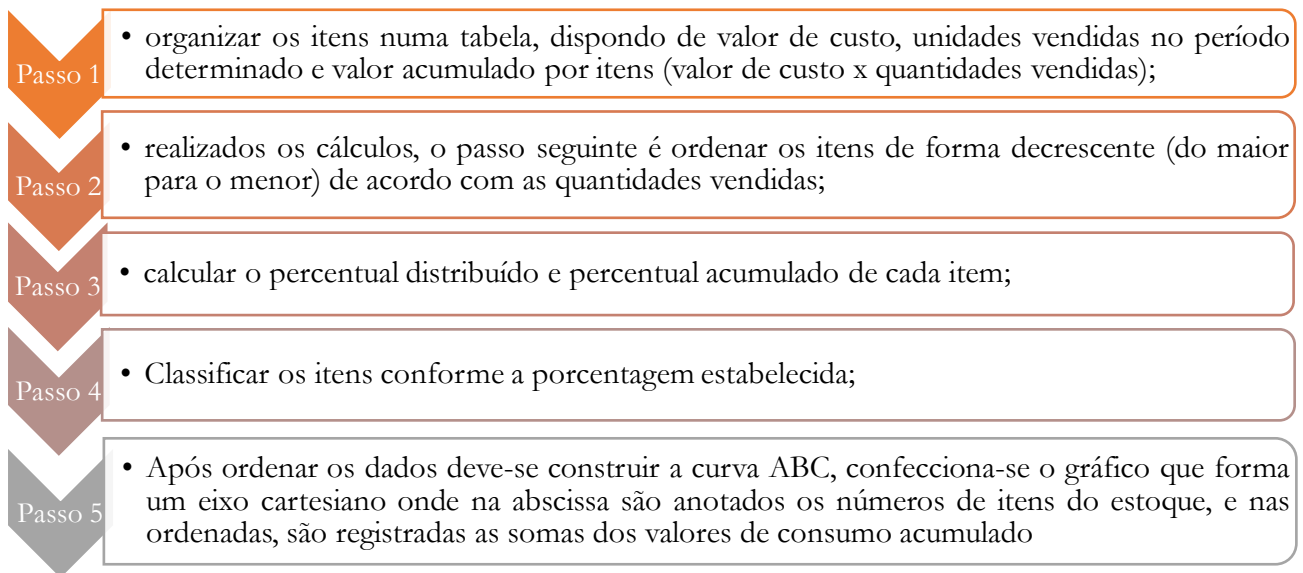 Passo 1
• organizar os itens numa tabela, dispondo de valor de custo, unidades vendidas no período
determinado e valor acumulado por itens (valor de custo x quantidades vendidas);
Passo 2
• realizados os cálculos, o passo seguinte é ordenar os itens de forma decrescente (do maior
para o menor) de acordo com as quantidades vendidas;
Passo 3
• calcular o percentual distribuído e percentual acumulado de cada item;
Passo 4
• Classificar os itens conforme a porcentagem estabelecida;
Passo 5
• Após ordenar os dados deve-se construir a curva ABC, confecciona-se o gráfico que forma
um eixo cartesiano onde na abscissa são anotados os números de itens do estoque, e nas
ordenadas, são registradas as somas dos valores de consumo acumulado